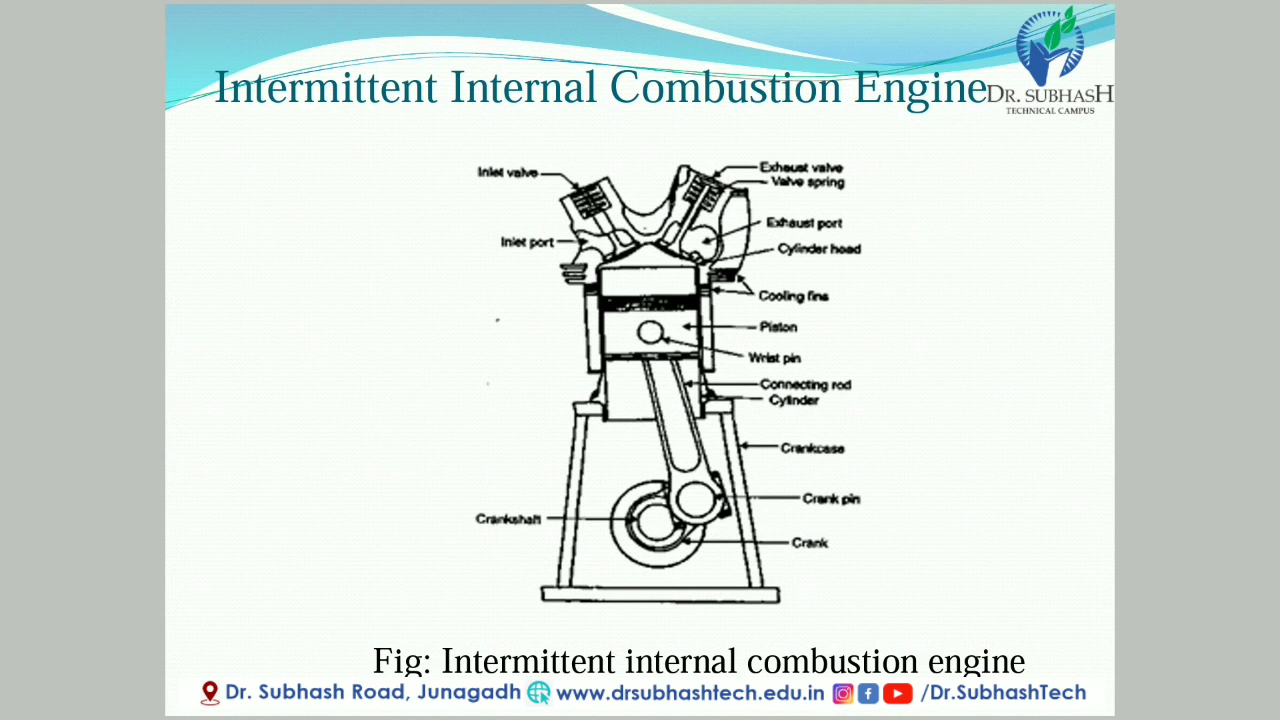 Intermittent Internal Combustion Engine
DR. SUBHASH
TECHNICAL CAMPUS
Inlet valve
Exhaust valve
Valve spring
Exhaust port
Inlet port
Cylinder head
Cooling fins
Piston
Wrist pin
Connecting rod
Cylinder
Crankcase
Crank pin
Crankshaft
Crank
Fig: Intermittent internal combustion engine
Dr. Subhash Road, Junagadh www.drsubhashtech.edu.in /Dr.SubhashTech